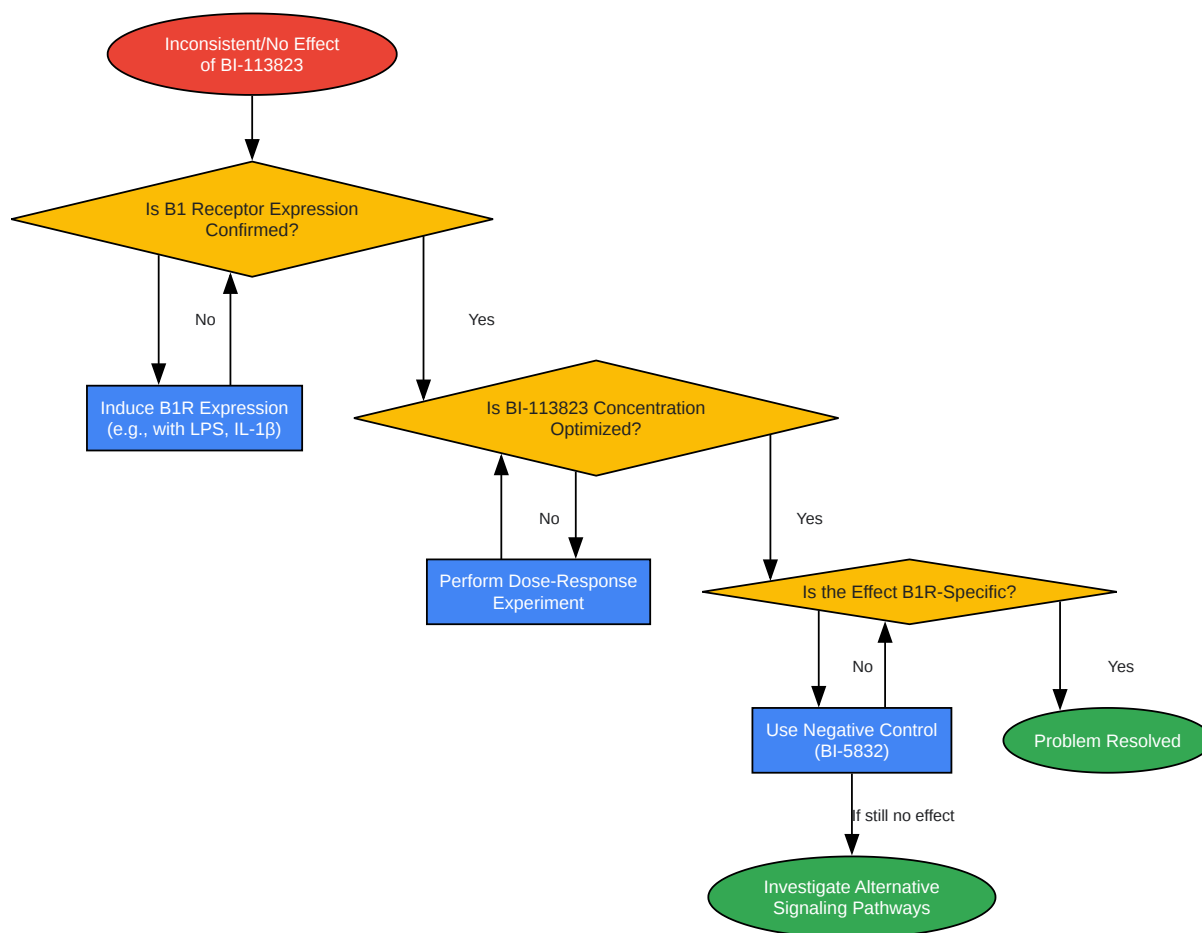 Inconsistent/No Effect
of BI-113823
Is B1 Receptor Expression
Confirmed?
No
Yes
Induce B1R Expression
(e.g., with LPS, IL-1β)
Is BI-113823 Concentration
Optimized?
No
Yes
Perform Dose-Response
Experiment
Is the Effect B1R-Specific?
No
Yes
Use Negative Control
(BI-5832)
Problem Resolved
If still no effect
Investigate Alternative
Signaling Pathways